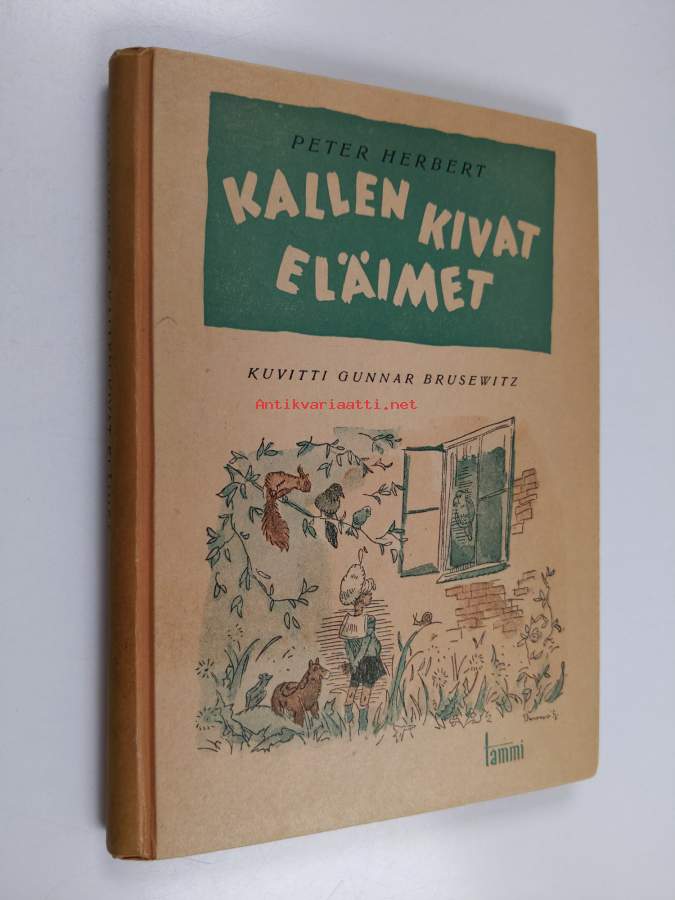 PETER HERBERT
KALLEN KIVAT
ELÄIMET
KUVITTI GUNNAR BRUSEWITZ
Antikvariaatti.net
tammi